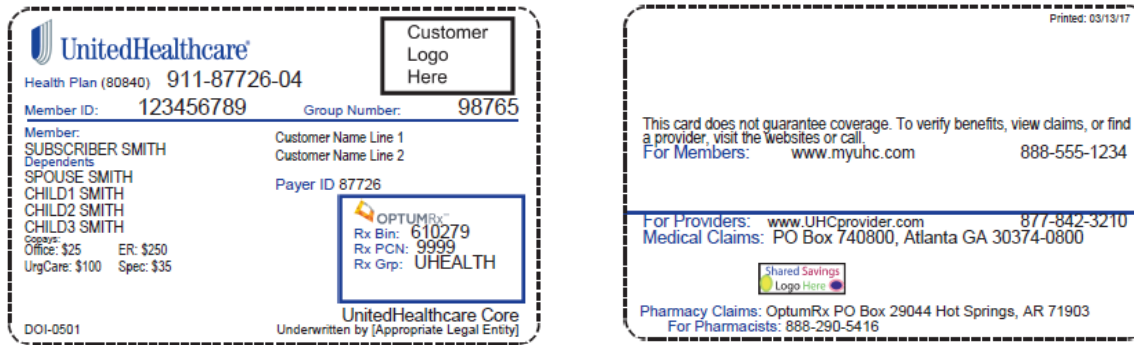 UnitedHealthcare®
Customer
Logo
Here
Health Plan (80840) 911-87726-04
Member ID: 123456789 Group Number: 98765
Member:
SUBSCRIBER SMITH
Dependents
SPOUSE SMITH
CHILD1 SMITH
CHILD2 SMITH
CHILD3 SMITH
Copays:
Office: $25 ER: $250
UrgCare: $100 Spec: $35
Customer Name Line 1
Customer Name Line 2
Payer ID 87726
OPTUMRx™
Rx Bin: 610279
Rx PCN: 9999
Rx Grp: UHEALTH
UnitedHealthcare Core
DOI-0501 Underwritten by [Appropriate Legal Entity]
Printed: 03/13/17
This card does not guarantee coverage. To verify benefits, view claims, or find
a provider, visit the websites or call.
For Members: www.myuhc.com 888-555-1234
For Providers: www.UHCprovider.com 877-842-3210
Medical Claims: PO Box 740800, Atlanta GA 30374-0800
Shared Savings
Logo Here
Pharmacy Claims: OptumRx PO Box 29044 Hot Springs, AR 71903
For Pharmacists: 888-290-5416